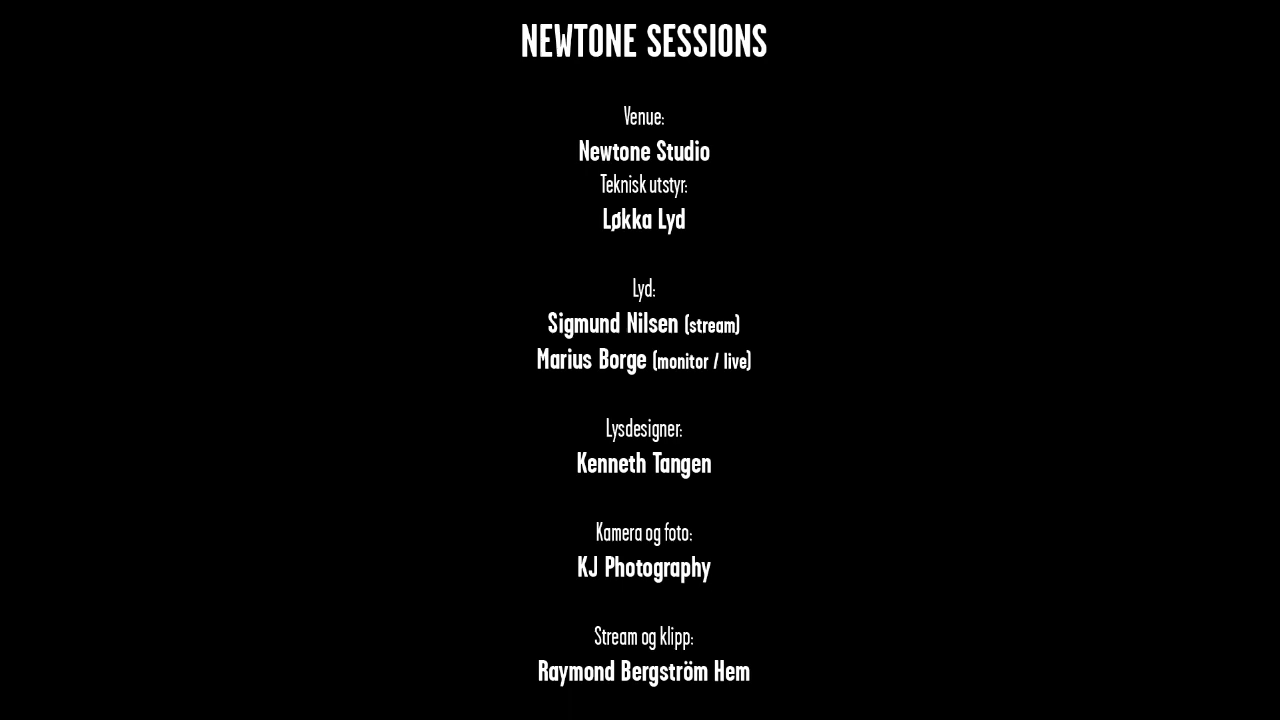 NEWTONE SESSIONS
Venue:
Newtone Studio
Teknisk utstyr:
Løkka Lyd
Lyd:
Sigmund Nilsen (stream)
Marius Borge (monitor / live)
Lysdesigner:
Kenneth Tangen
Kamera og foto:
KJ Photography
Stream og klipp:
Raymond Bergström Hem